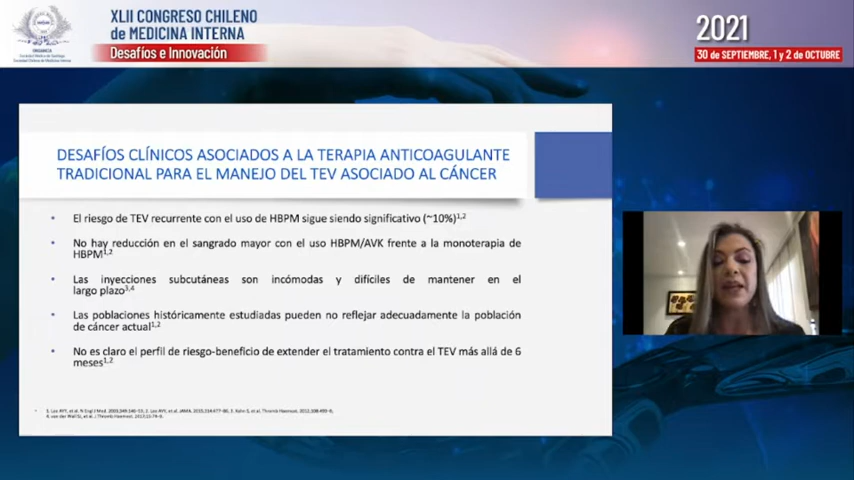 XLII CONGRESO CHILENO
de MEDICINA INTERNA
Desafíos e Innovación
2021
30 de SEPTIEMBRE, 1 y 2 de OCTUBRE
DESAFÍOS CLÍNICOS ASOCIADOS A LA TERAPIA ANTICOAGULANTE
TRADICIONAL PARA EL MANEJO DEL TEV ASOCIADO AL CÁNCER
• El riesgo de TEV recurrente con el uso de HBPM sigue siendo significativo (~10%)1,2
• No hay reducción en el sangrado mayor con el uso HBPM/AVK frente a la monoterapia de
HBPM1,2
• Las inyecciones subcutáneas son incómodas y difíciles de mantener en el
largo plazo3,4
• Las poblaciones históricamente estudiadas pueden no reflejar adecuadamente la población
de cáncer actual1,2
• No es claro el perfil de riesgo-beneficio de extender el tratamiento contra el TEV más allá de 6
meses1,2